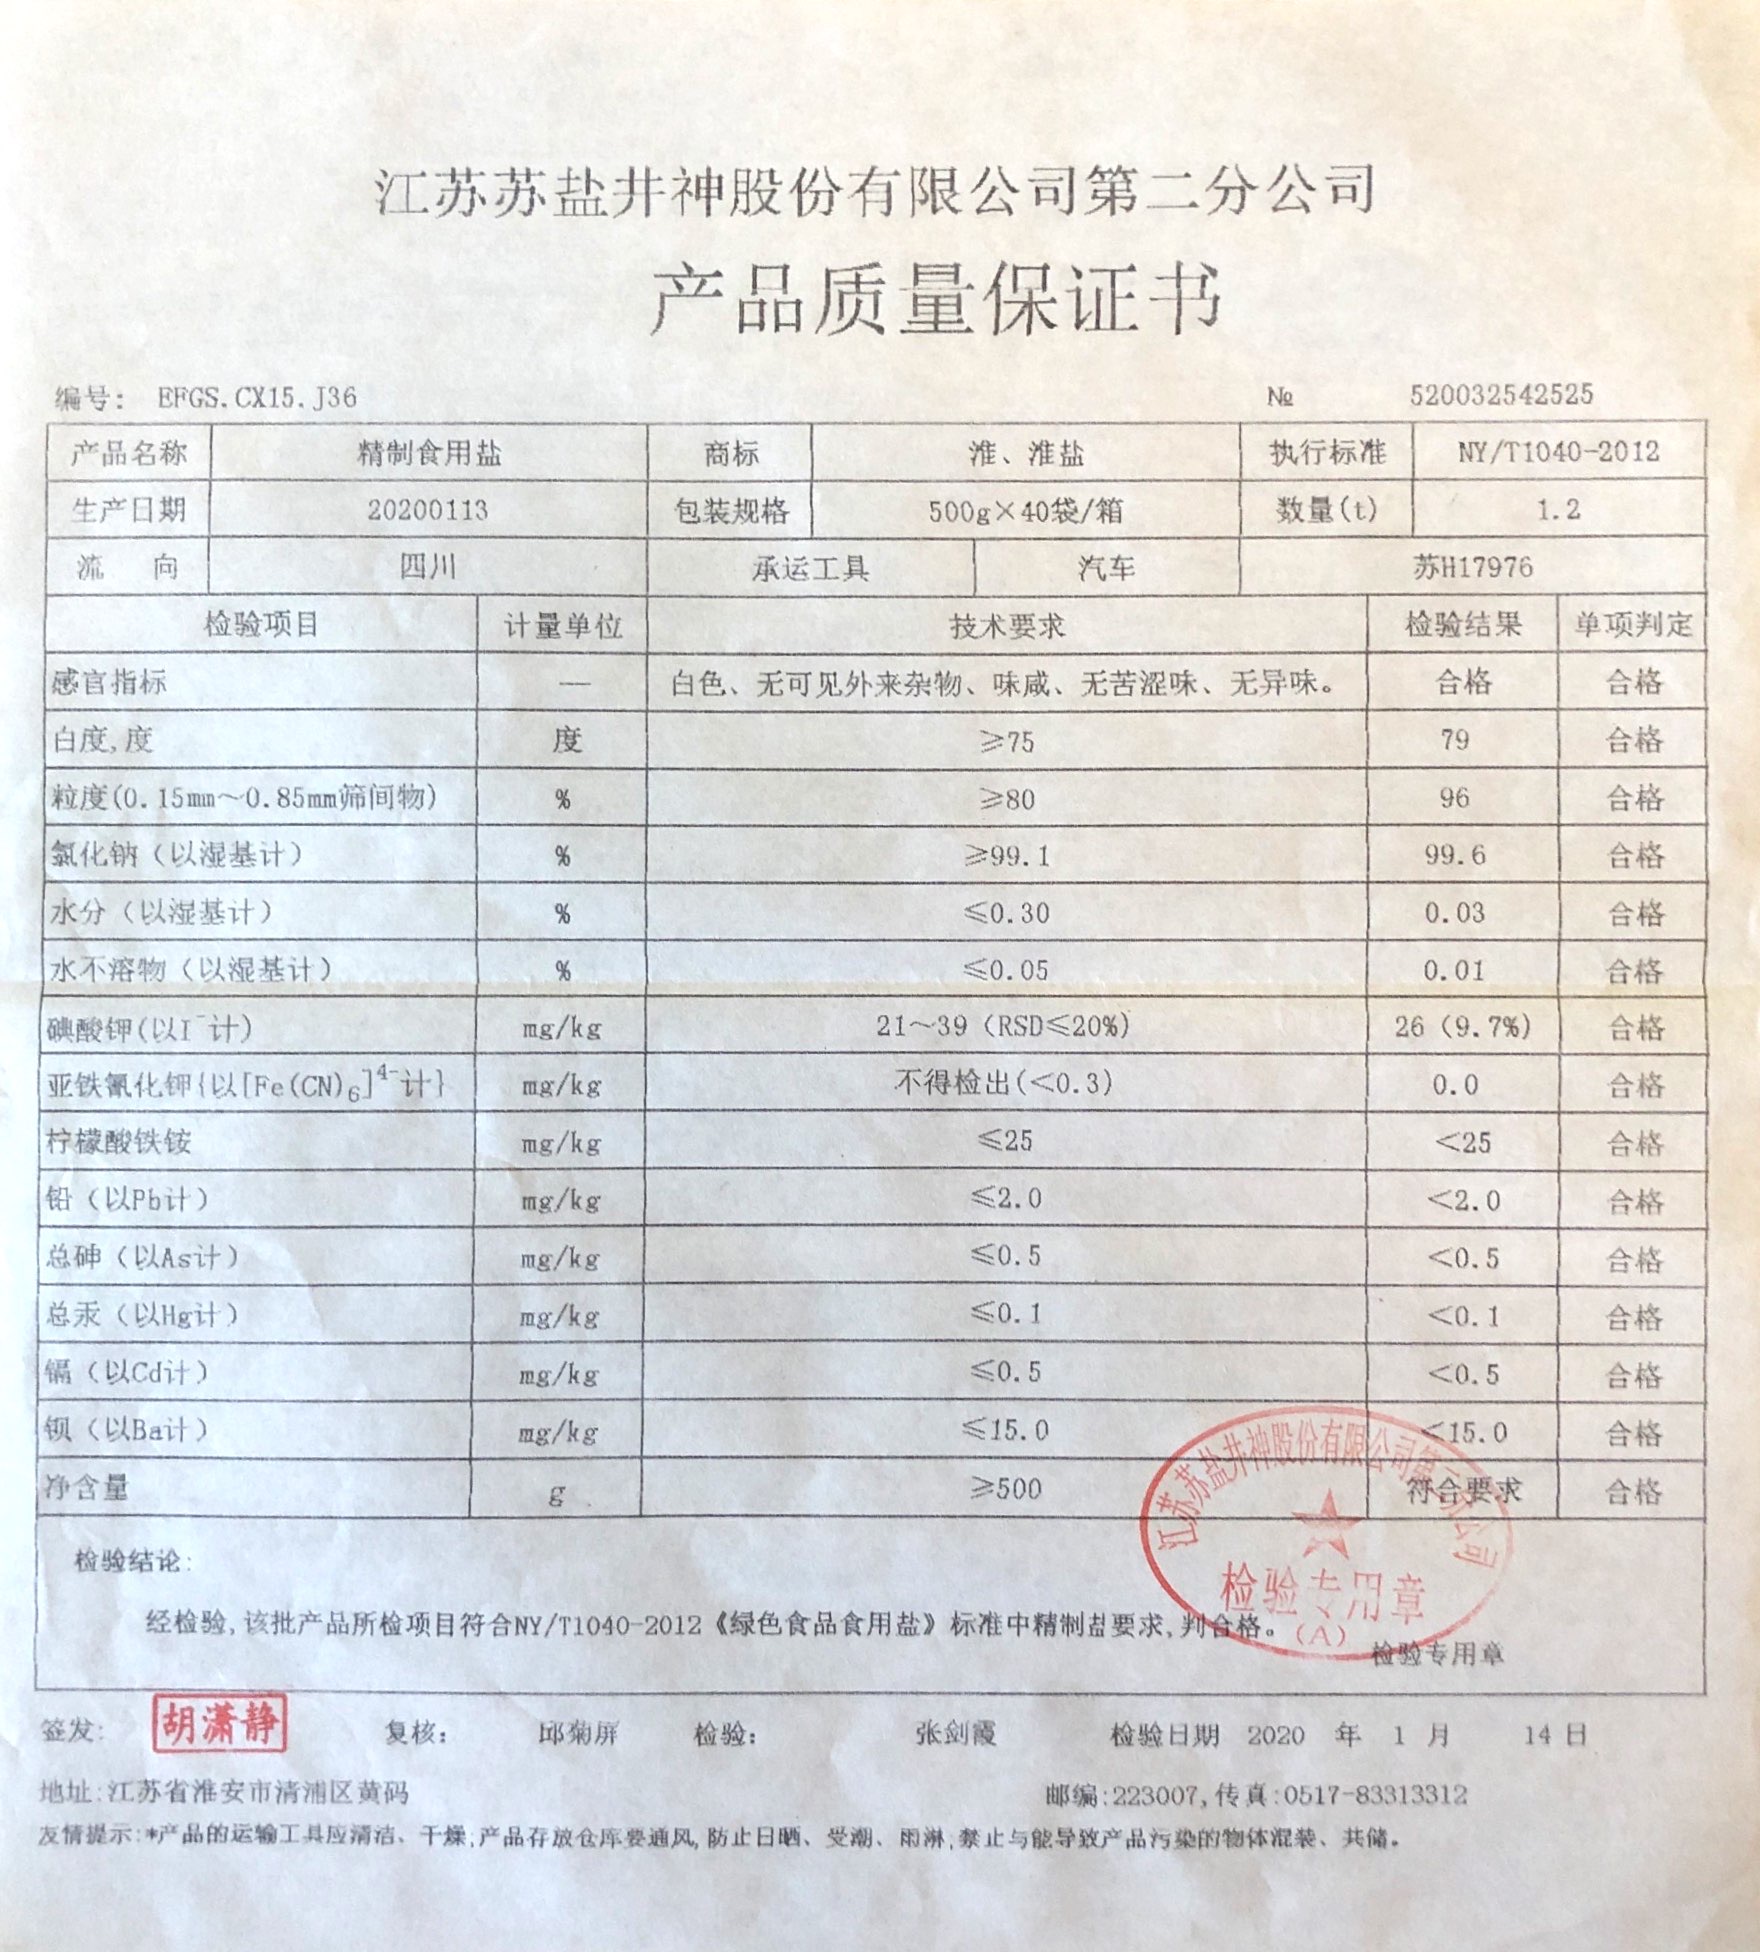 江苏苏盐井神股份有限公司第二分公司
产品质量保证书
编号： EFGS.CX15.J36 № 520032542525
产品名称 精制食用盐 商标 淮、淮盐 执行标准 NY/T1040-2012
生产日期 20200113 包装规格 500g×40袋/箱 数量(t) 1.2
流 向 四川 承运工具 汽车 苏H17976
检验项目 计量单位 技术要求 检验结果 单项判定
感官指标 — 白色、无可见外来杂物、味咸、无苦涩味、无异味。 合格 合格
白度,度 度 ≥75 79 合格
粒度(0.15mm～0.85mm筛间物) % ≥80 96 合格
氯化钠（以湿基计） % ≥99.1 99.6 合格
水分（以湿基计） % ≤0.30 0.03 合格
水不溶物（以湿基计） % ≤0.05 0.01 合格
碘酸钾(以I⁻计) mg/kg 21～39（RSD≤20%） 26（9.7%） 合格
亚铁氰化钾{以[Fe(CN)₆]⁴⁻计} mg/kg 不得检出(<0.3) 0.0 合格
柠檬酸铁铵 mg/kg ≤25 <25 合格
铅（以Pb计） mg/kg ≤2.0 <2.0 合格
总砷（以As计） mg/kg ≤0.5 <0.5 合格
总汞（以Hg计） mg/kg ≤0.1 <0.1 合格
镉（以Cd计） mg/kg ≤0.5 <0.5 合格
钡（以Ba计） mg/kg ≤15.0 <15.0 合格
净含量 g ≥500 符合要求 合格
江苏苏盐井神股份有限公司第二分公司
检验专用章
（A）
检验结论:
经检验,该批产品所检项目符合NY/T1040-2012《绿色食品食用盐》标准中精制盐要求,判合格。
检验专用章
签发: 胡潇静 复核: 邱菊屏 检验: 张剑霞 检验日期 2020 年 1 月 14 日
地址:江苏省淮安市清浦区黄码 邮编:223007,传真:0517-83313312
友情提示:*产品的运输工具应清洁、干燥,产品存放仓库要通风,防止日晒、受潮、雨淋,禁止与能导致产品污染的物体混装、共储。